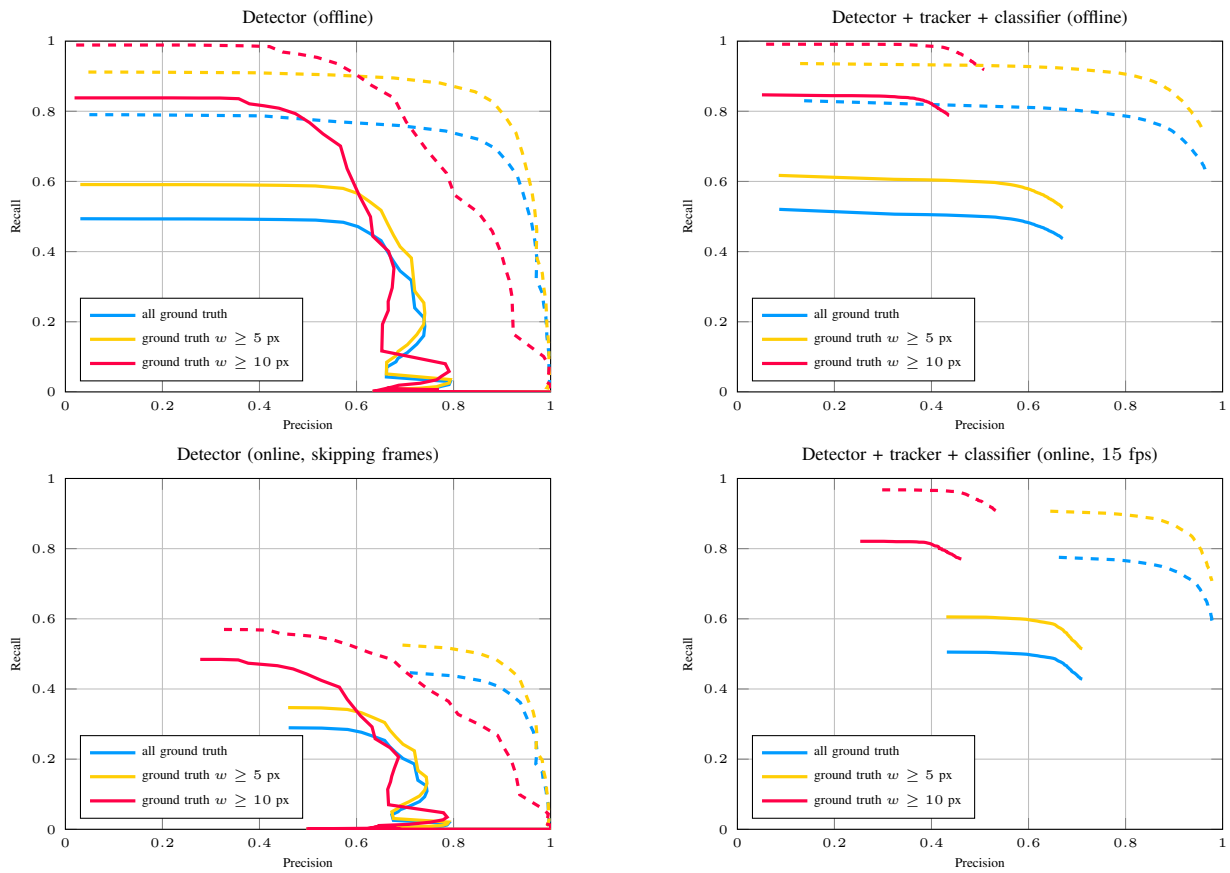 Detector (offline)
1
0.8
0.6
0.4
0.2
0
Recall
all ground truth
ground truth w ≥ 5 px
ground truth w ≥ 10 px
0
0.2
0.4
0.6
0.8
1
Precision
Detector + tracker + classifier (offline)
1
0.8
0.6
0.4
0.2
0
Recall
all ground truth
ground truth w ≥ 5 px
ground truth w ≥ 10 px
0
0.2
0.4
0.6
0.8
1
Precision
Detector (online, skipping frames)
1
0.8
0.6
0.4
0.2
0
Recall
all ground truth
ground truth w ≥ 5 px
ground truth w ≥ 10 px
0
0.2
0.4
0.6
0.8
1
Precision
Detector + tracker + classifier (online, 15 fps)
1
0.8
0.6
0.4
0.2
0
Recall
all ground truth
ground truth w ≥ 5 px
ground truth w ≥ 10 px
0
0.2
0.4
0.6
0.8
1
Precision